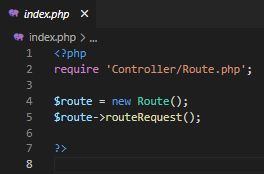 index.php ×
index.php > ...
1 <?php
2 require 'Controller/Route.php';
3
4 $route = new Route();
5 $route->routeRequest();
6
7 ?>
8